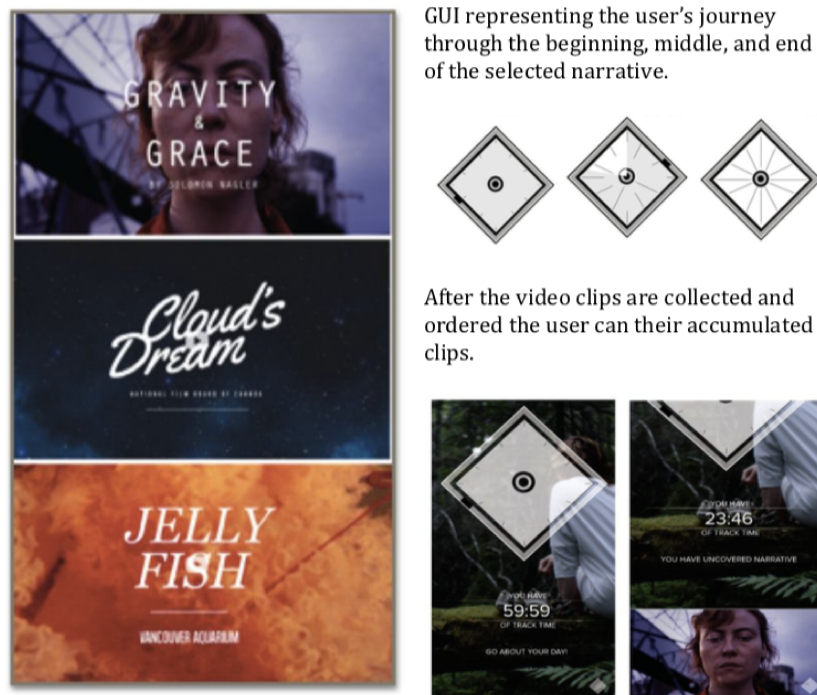 GRAVITY
&
GRACE
BY SOLOMON NAGLER
Cloud's
Dream
NATIONAL FILM BOARD OF CANADA
JELLY
FISH
VANCOUVER AQUARIUM
GUI representing the user's journey
through the beginning, middle, and end
of the selected narrative.
After the video clips are collected and
ordered the user can their accumulated
clips.
YOU HAVE
59:59
OF TRACK TIME
GO ABOUT YOUR DAY!
YOU HAVE
23:46
OF TRACK TIME
YOU HAVE UNCOVERED NARRATIVE